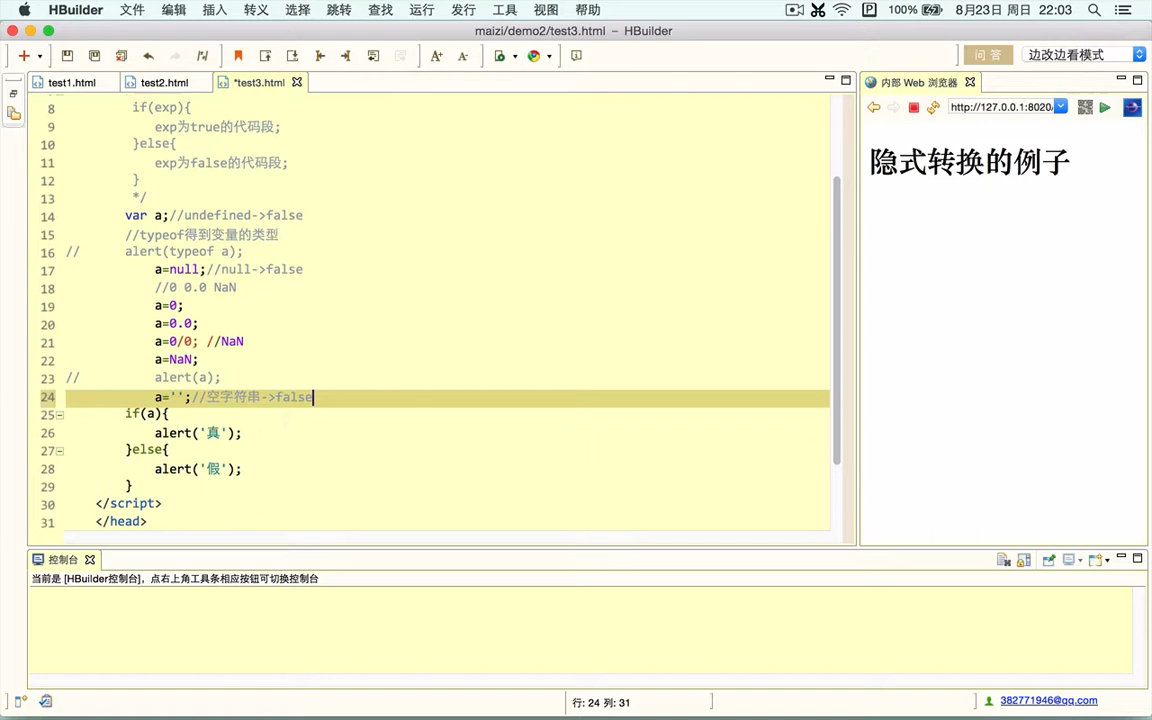 HBuilder 文件 编辑 插入 转义 选择 跳转 查找 运行 发行 工具 视图 帮助 100% 8月23日 周日 22:03
maizi/demo2/test3.html – HBuilder
问 答 边改边看模式
test1.html test2.html *test3.html 内部 Web 浏览器
http://127.0.0.1:8020/
隐式转换的例子
8 if(exp){
9 exp为true的代码段;
10 }else{
11 exp为false的代码段;
12 }
13 */
14 var a;//undefined->false
15 //typeof得到变量的类型
16 // alert(typeof a);
17 a=null;//null->false
18 //0 0.0 NaN
19 a=0;
20 a=0.0;
21 a=0/0; //NaN
22 a=NaN;
23 // alert(a);
24 a='';//空字符串->false
25 if(a){
26 alert('真');
27 }else{
28 alert('假');
29 }
30 </script>
31 </head>
控制台
当前是 [HBuilder控制台], 点右上角工具条相应按钮可切换控制台
行: 24 列: 31 382771946@qq.com